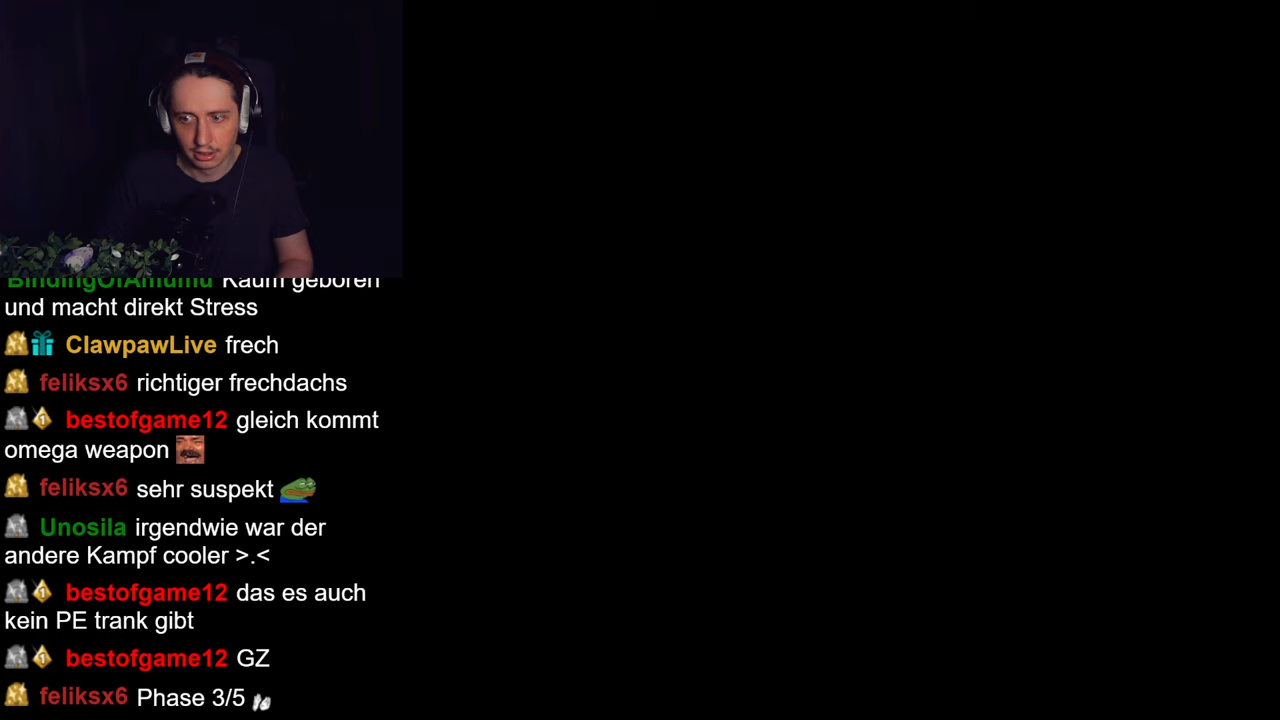 BindingOfAmumu Kaum geboren
und macht direkt Stress
ClawpawLive frech
feliksx6 richtiger frechdachs
bestofgame12 gleich kommt
omega weapon
feliksx6 sehr suspekt
Unosila irgendwie war der
andere Kampf cooler >.<
bestofgame12 das es auch
kein PE trank gibt
bestofgame12 GZ
feliksx6 Phase 3/5